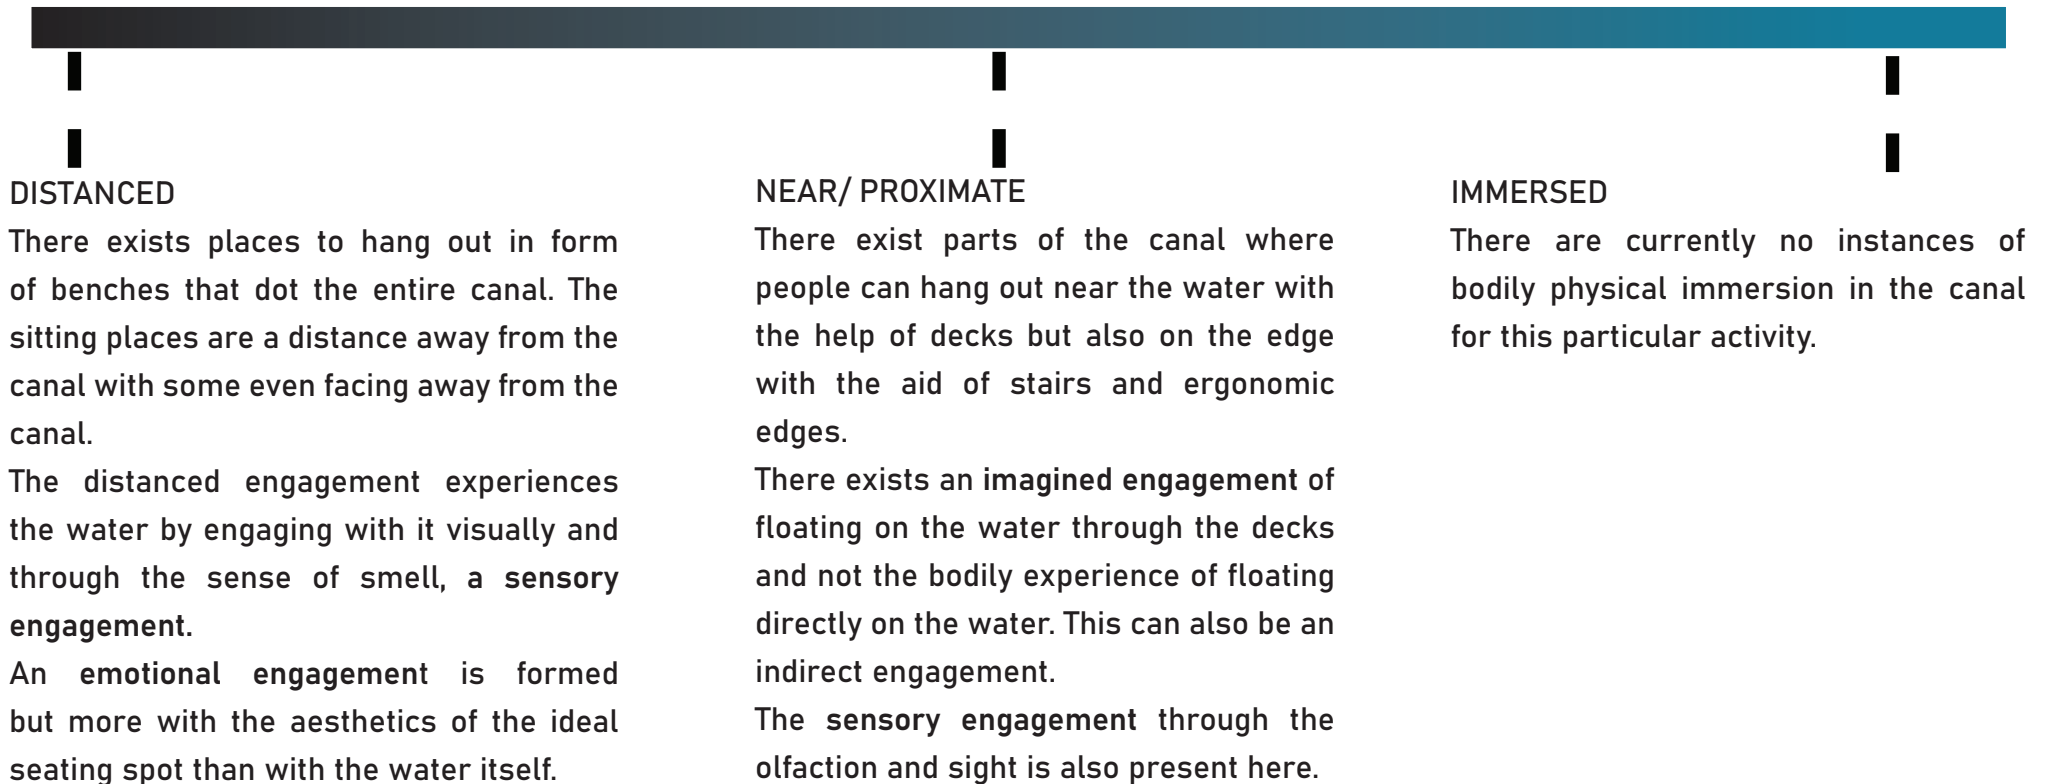 DISTANCED
There exists places to hang out in form
of benches that dot the entire canal. The
sitting places are a distance away from the
canal with some even facing away from the
canal.
The distanced engagement experiences
the water by engaging with it visually and
through the sense of smell, a sensory
engagement.
An emotional engagement is formed
but more with the aesthetics of the ideal
seating spot than with the water itself.
NEAR/ PROXIMATE
There exist parts of the canal where
people can hang out near the water with
the help of decks but also on the edge
with the aid of stairs and ergonomic
edges.
There exists an imagined engagement of
floating on the water through the decks
and not the bodily experience of floating
directly on the water. This can also be an
indirect engagement.
The sensory engagement through the
olfaction and sight is also present here.
IMMERSED
There are currently no instances of
bodily physical immersion in the canal
for this particular activity.